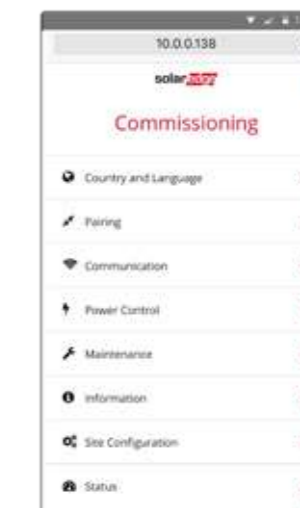 10.0.0.138
solaredge
Commissioning
Country and Language
Pairing
Communication
Power Control
Maintenance
Information
Site Configuration
Status